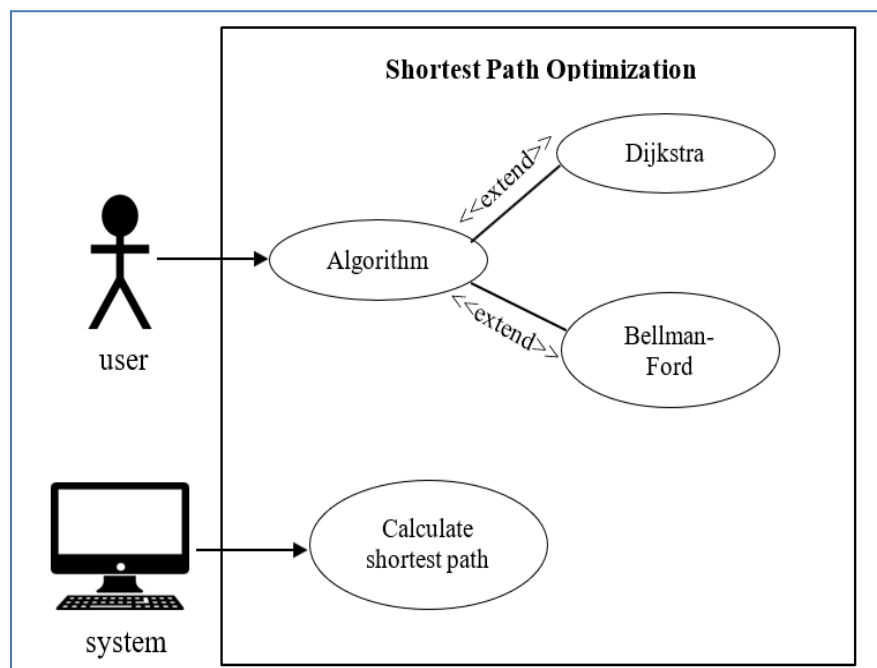 Shortest Path Optimization
Dijkstra
<<extend>>
Algorithm
<<extend>>
Bellman-
Ford
user
Calculate
shortest path
system